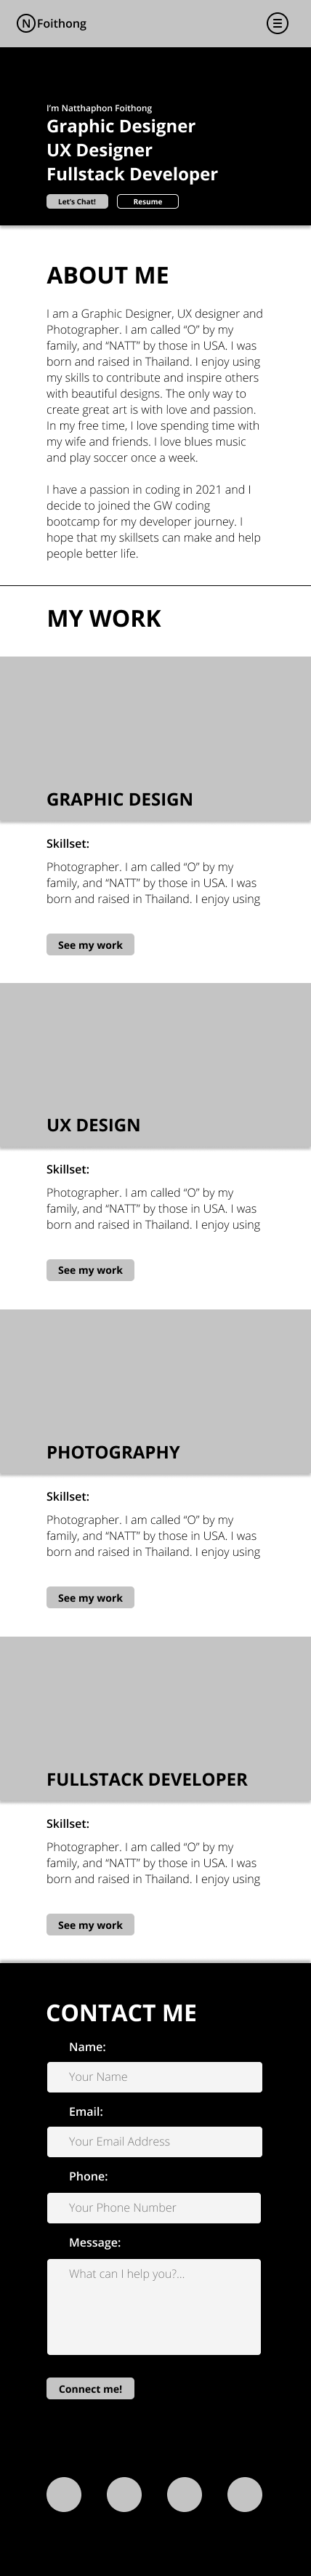 N Foithong
I'm Natthaphon Foithong
Graphic Designer
UX Designer
Fullstack Developer
Let's Chat!
Resume
ABOUT ME
I am a Graphic Designer, UX designer and
Photographer. I am called “O” by my
family, and “NATT” by those in USA. I was
born and raised in Thailand. I enjoy using
my skills to contribute and inspire others
with beautiful designs. The only way to
create great art is with love and passion.
In my free time, I love spending time with
my wife and friends. I love blues music
and play soccer once a week.
I have a passion in coding in 2021 and I
decide to joined the GW coding
bootcamp for my developer journey. I
hope that my skillsets can make and help
people better life.
MY WORK
GRAPHIC DESIGN
Skillset:
Photographer. I am called “O” by my
family, and “NATT” by those in USA. I was
born and raised in Thailand. I enjoy using
See my work
UX DESIGN
Skillset:
Photographer. I am called “O” by my
family, and “NATT” by those in USA. I was
born and raised in Thailand. I enjoy using
See my work
PHOTOGRAPHY
Skillset:
Photographer. I am called “O” by my
family, and “NATT” by those in USA. I was
born and raised in Thailand. I enjoy using
See my work
FULLSTACK DEVELOPER
Skillset:
Photographer. I am called “O” by my
family, and “NATT” by those in USA. I was
born and raised in Thailand. I enjoy using
See my work
CONTACT ME
Name:
Your Name
Email:
Your Email Address
Phone:
Your Phone Number
Message:
What can I help you?...
Connect me!